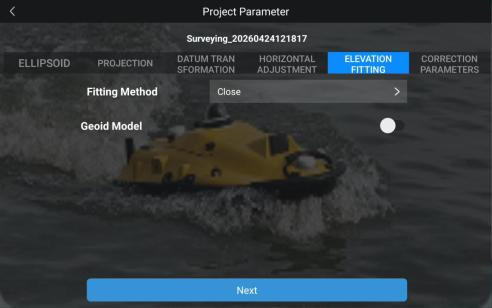 Project Parameter
Surveying_20260424121817
ELLIPSOID
PROJECTION
DATUM TRAN
SFORMATION
HORIZONTAL
ADJUSTMENT
ELEVATION
FITTING
CORRECTION
PARAMETERS
Fitting Method
Close
Geoid Model
Next